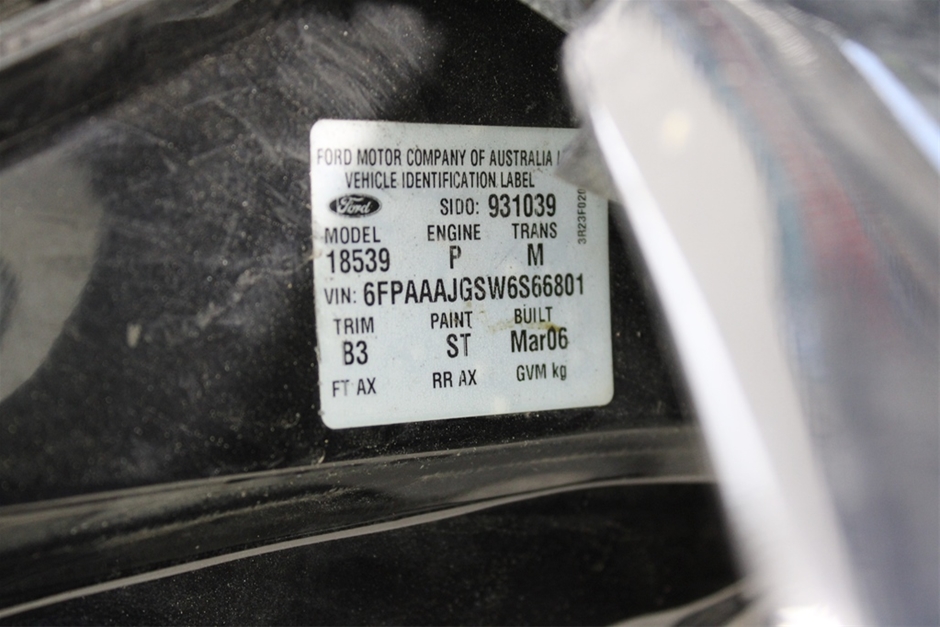 FORD MOTOR COMPANY OF AUSTRALIA
VEHICLE IDENTIFICATION LABEL
Ford SIDO: 931039
MODEL ENGINE TRANS
18539 P M
VIN: 6FPAAAJGSW6S66801
TRIM PAINT BUILT
B3 ST Mar06
FT AX RR AX GVM kg
3R23F020